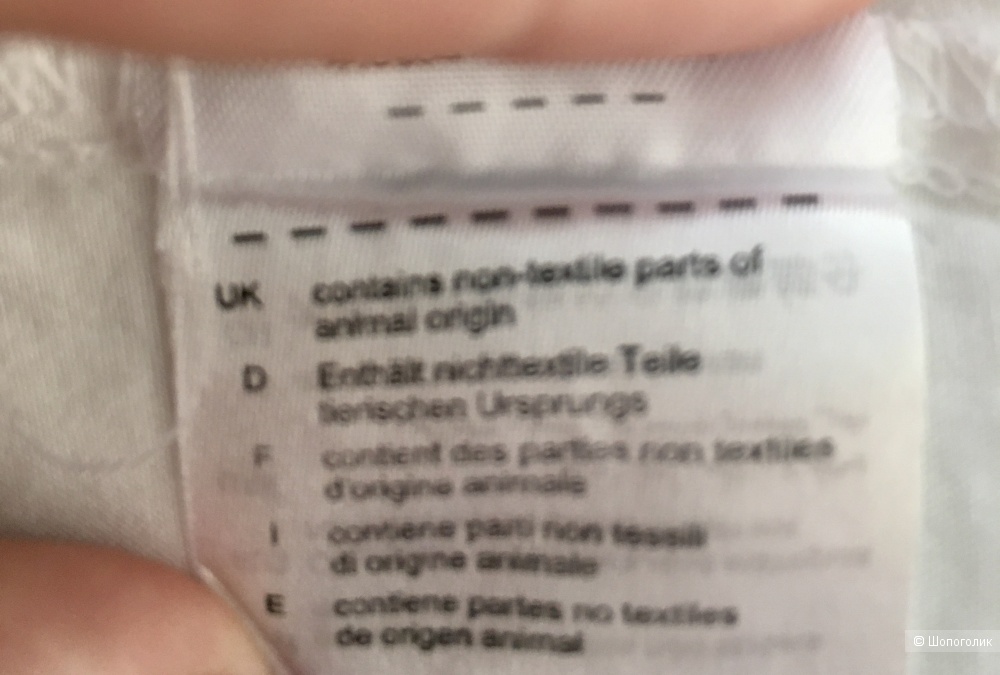 UK contains non-textile parts of
animal origin
D Enthält nichttextile Teile
tierischen Ursprungs
F contient des parties non textiles
d'origine animale
I contiene parti non tessili
di origine animale
E contiene partes no textiles
de origen animal
© Шопоголик